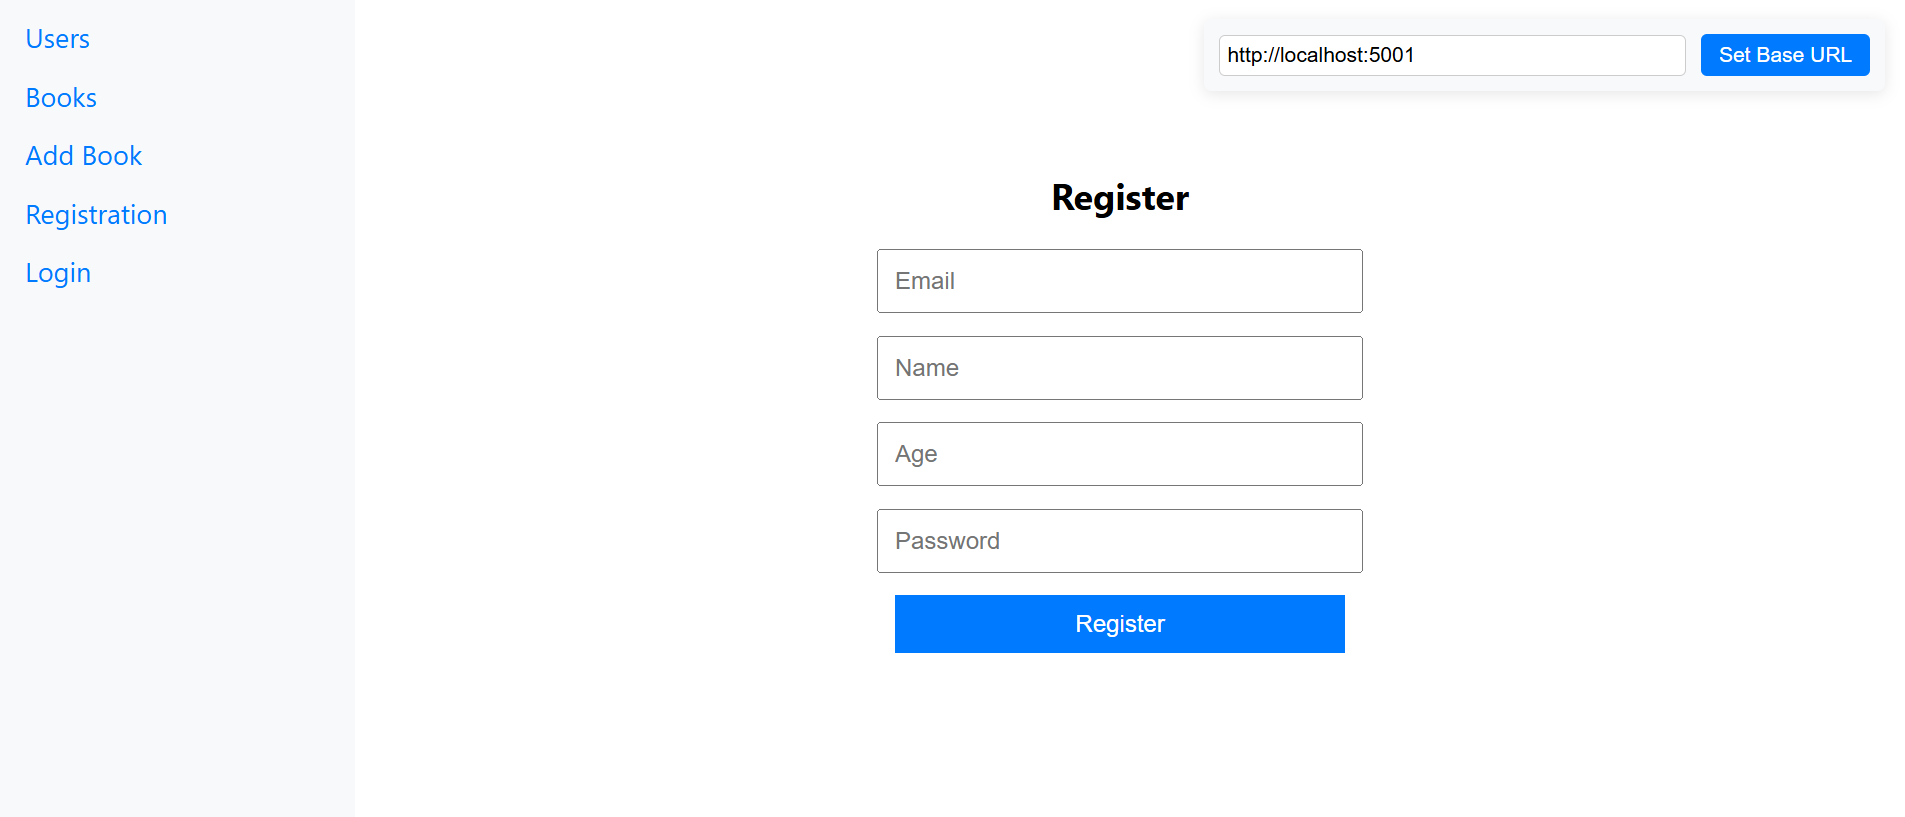 Users
Books
Add Book
Registration
Login
http://localhost:5001
Set Base URL
Register
Email
Name
Age
Password
Register